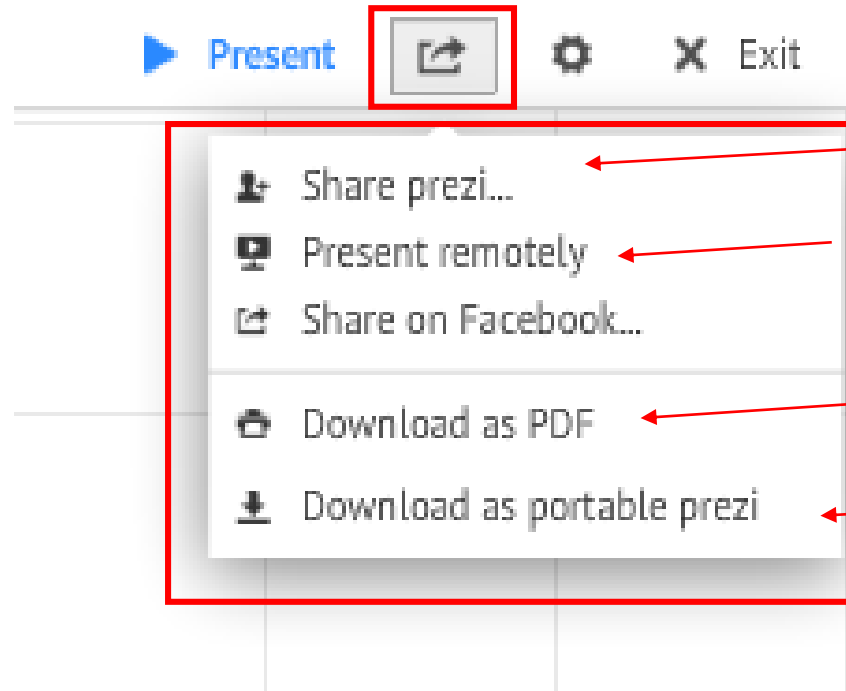 Present Exit
Share prezi...
Present remotely
Share on Facebook...
Download as PDF
Download as portable prezi